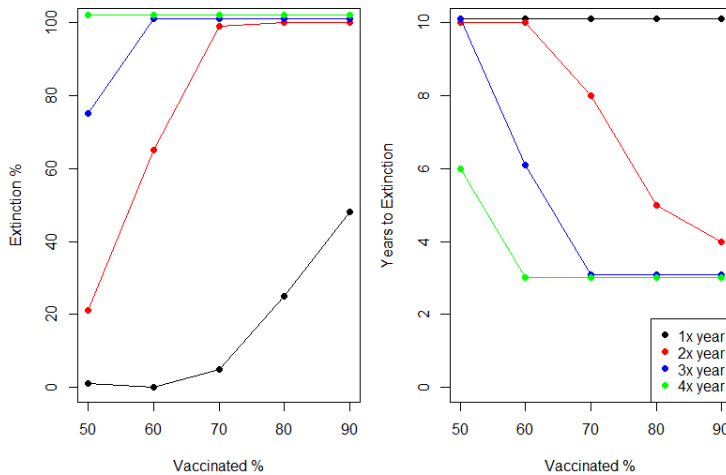 Extinction %
100
80
60
40
20
0
50 60 70 80 90
Vaccinated %
Years to Extinction
10
8
6
4
2
0
50 60 70 80 90
Vaccinated %
1x year
2x year
3x year
4x year